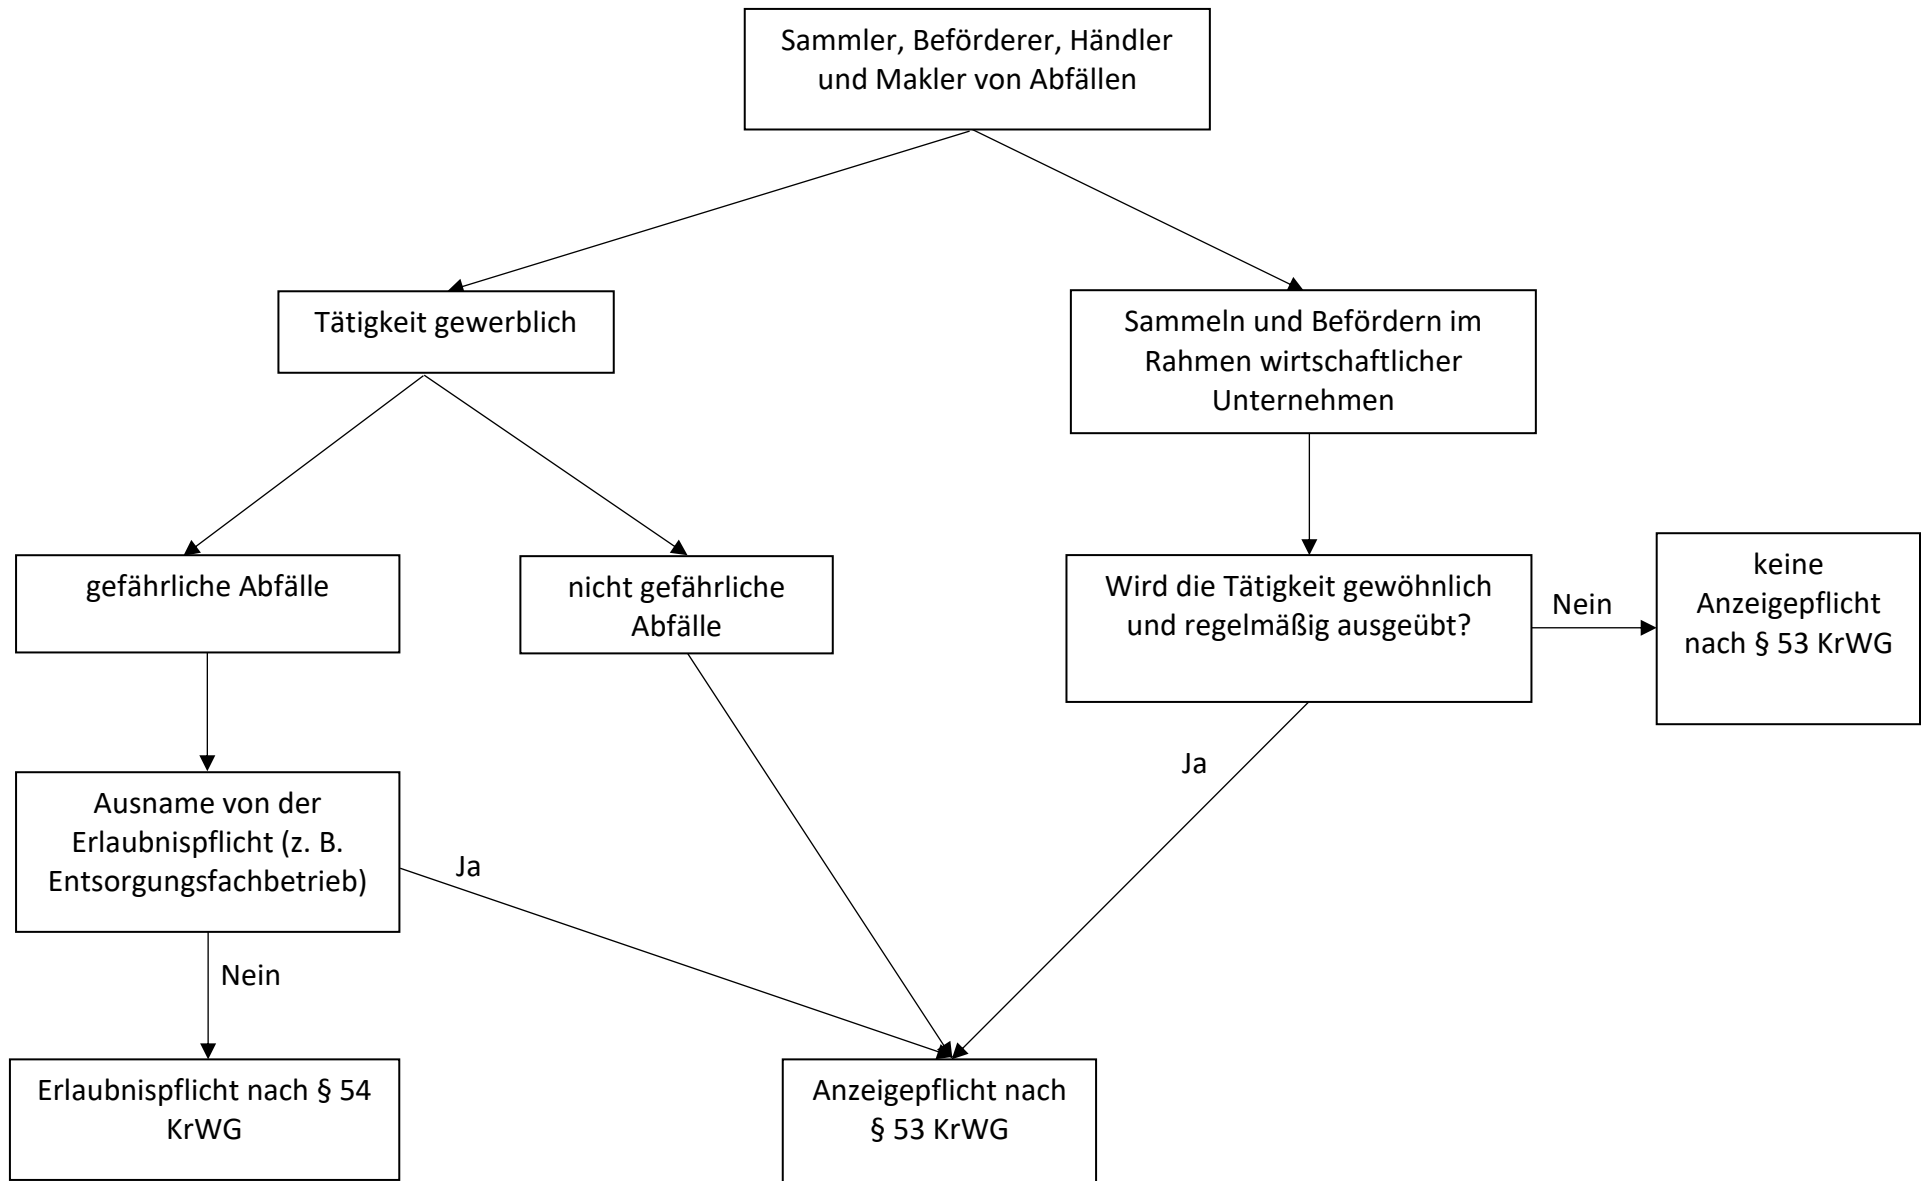 Sammler, Beförderer, Händler
und Makler von Abfällen
Tätigkeit gewerblich
Sammeln und Befördern im
Rahmen wirtschaftlicher
Unternehmen
gefährliche Abfälle
nicht gefährliche
Abfälle
Wird die Tätigkeit gewöhnlich
und regelmäßig ausgeübt?
Nein
keine
Anzeigepflicht
nach § 53 KrWG
Ausname von der
Erlaubnispflicht (z. B.
Entsorgungsfachbetrieb)
Ja
Ja
Nein
Erlaubnispflicht nach § 54
KrWG
Anzeigepflicht nach
§ 53 KrWG